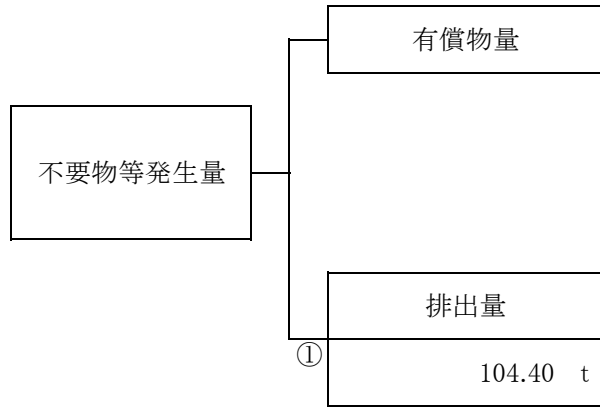 有償物量
不要物等発生量
排出量
①
104.40 t